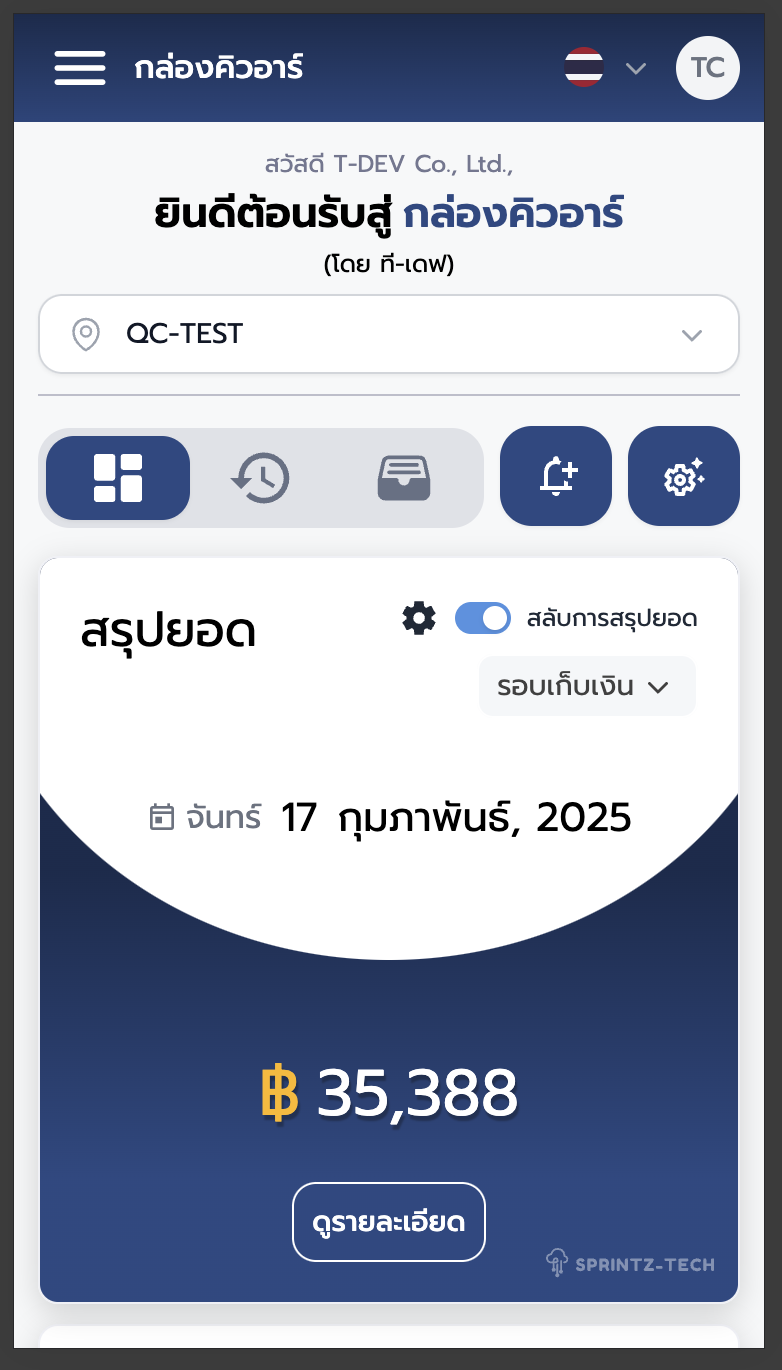 กล่องคิวอาร์
TC
สวัสดี T-DEV Co., Ltd.,
ยินดีต้อนรับสู่ กล่องคิวอาร์
(โดย ที-เดฟ)
QC-TEST
สรุปยอด
สลับการสรุปยอด
รอบเก็บเงิน
จันทร์ 17 กุมภาพันธ์, 2025
฿ 35,388
ดูรายละเอียด
SPRINTZ-TECH